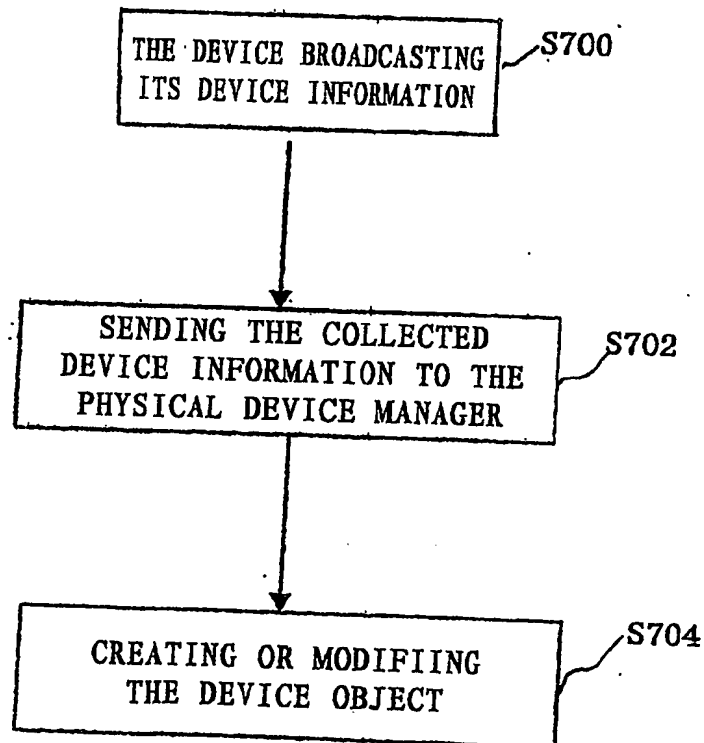 THE DEVICE BROADCASTING
ITS DEVICE INFORMATION
S700
SENDING THE COLLECTED
DEVICE INFORMATION TO THE
PHYSICAL DEVICE MANAGER
S702
CREATING OR MODIFIING
THE DEVICE OBJECT
S704